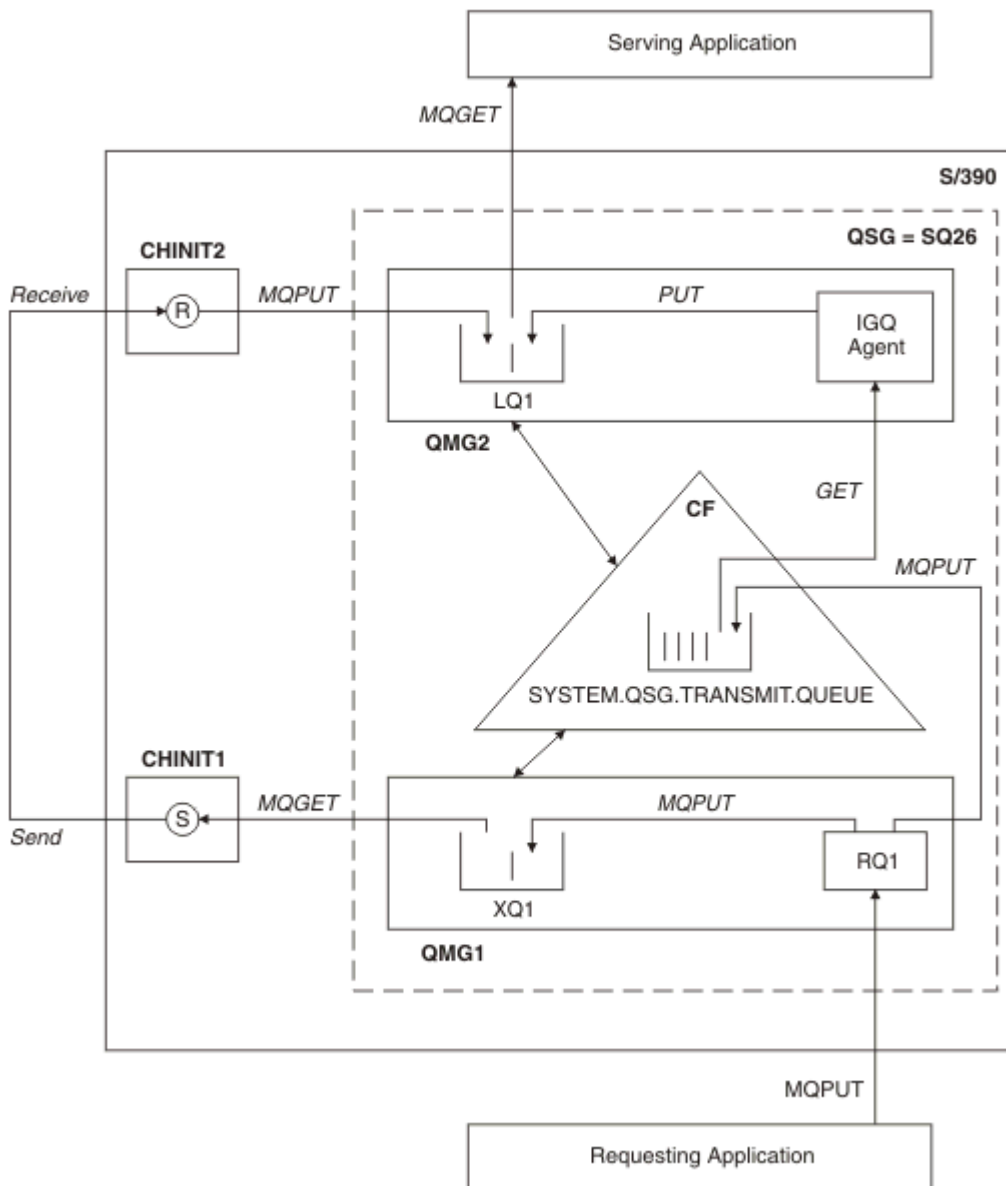 Serving Application
MQGET
S/390
QSG = SQ26
CHINIT2
Receive
R
MQPUT
PUT
IGQ
Agent
LQ1
QMG2
GET
CF
MQPUT
SYSTEM.QSG.TRANSMIT.QUEUE
CHINIT1
S
Send
MQGET
MQPUT
RQ1
XQ1
QMG1
MQPUT
Requesting Application